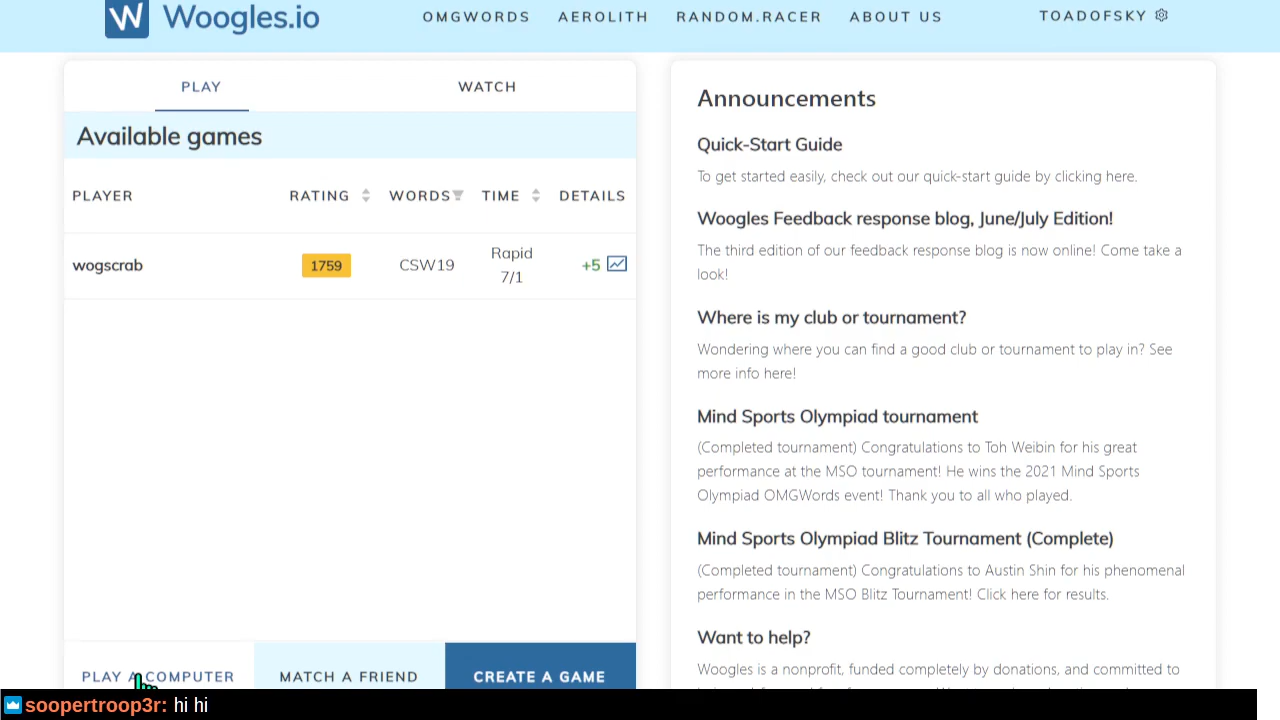 W Woogles.io
OMGWORDS AEROLITH RANDOM.RACER ABOUT US TOADOFSKY
PLAY WATCH
Available games
PLAYER RATING WORDS TIME DETAILS
wogscrab 1759 CSW19 Rapid 7/1 +5
PLAY A COMPUTER MATCH A FRIEND CREATE A GAME
Announcements
Quick-Start Guide
To get started easily, check out our quick-start guide by clicking here.
Woogles Feedback response blog, June/July Edition!
The third edition of our feedback response blog is now online! Come take a
look!
Where is my club or tournament?
Wondering where you can find a good club or tournament to play in? See
more info here!
Mind Sports Olympiad tournament
(Completed tournament) Congratulations to Toh Weibin for his great
performance at the MSO tournament! He wins the 2021 Mind Sports
Olympiad OMGWords event! Thank you to all who played.
Mind Sports Olympiad Blitz Tournament (Complete)
(Completed tournament) Congratulations to Austin Shin for his phenomenal
performance in the MSO Blitz Tournament! Click here for results.
Want to help?
Woogles is a nonprofit, funded completely by donations, and committed to
soopertroop3r: hi hi